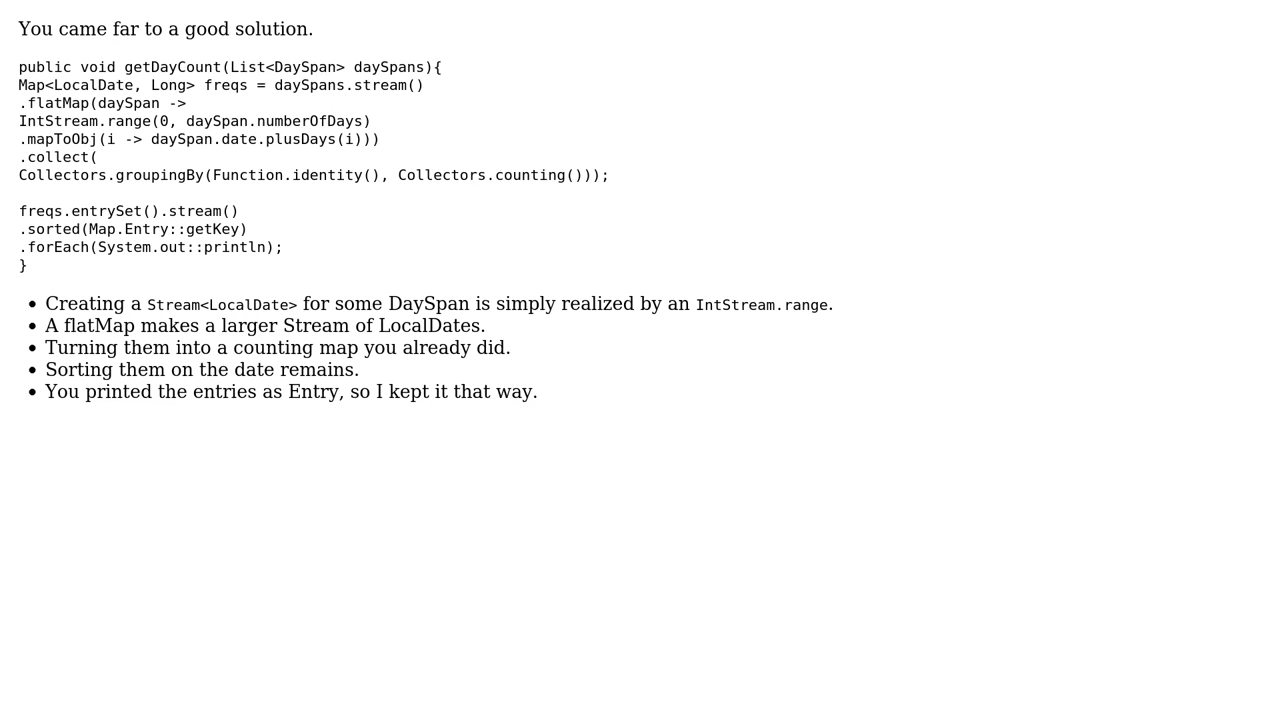 You came far to a good solution.
public void getDayCount(List<DaySpan> daySpans){
Map<LocalDate, Long> freqs = daySpans.stream()
.flatMap(daySpan ->
IntStream.range(0, daySpan.numberOfDays)
.mapToObj(i -> daySpan.date.plusDays(i)))
.collect(
Collectors.groupingBy(Function.identity(), Collectors.counting()));
freqs.entrySet().stream()
.sorted(Map.Entry::getKey)
.forEach(System.out::println);
}
• Creating a Stream<LocalDate> for some DaySpan is simply realized by an IntStream.range.
• A flatMap makes a larger Stream of LocalDates.
• Turning them into a counting map you already did.
• Sorting them on the date remains.
• You printed the entries as Entry, so I kept it that way.